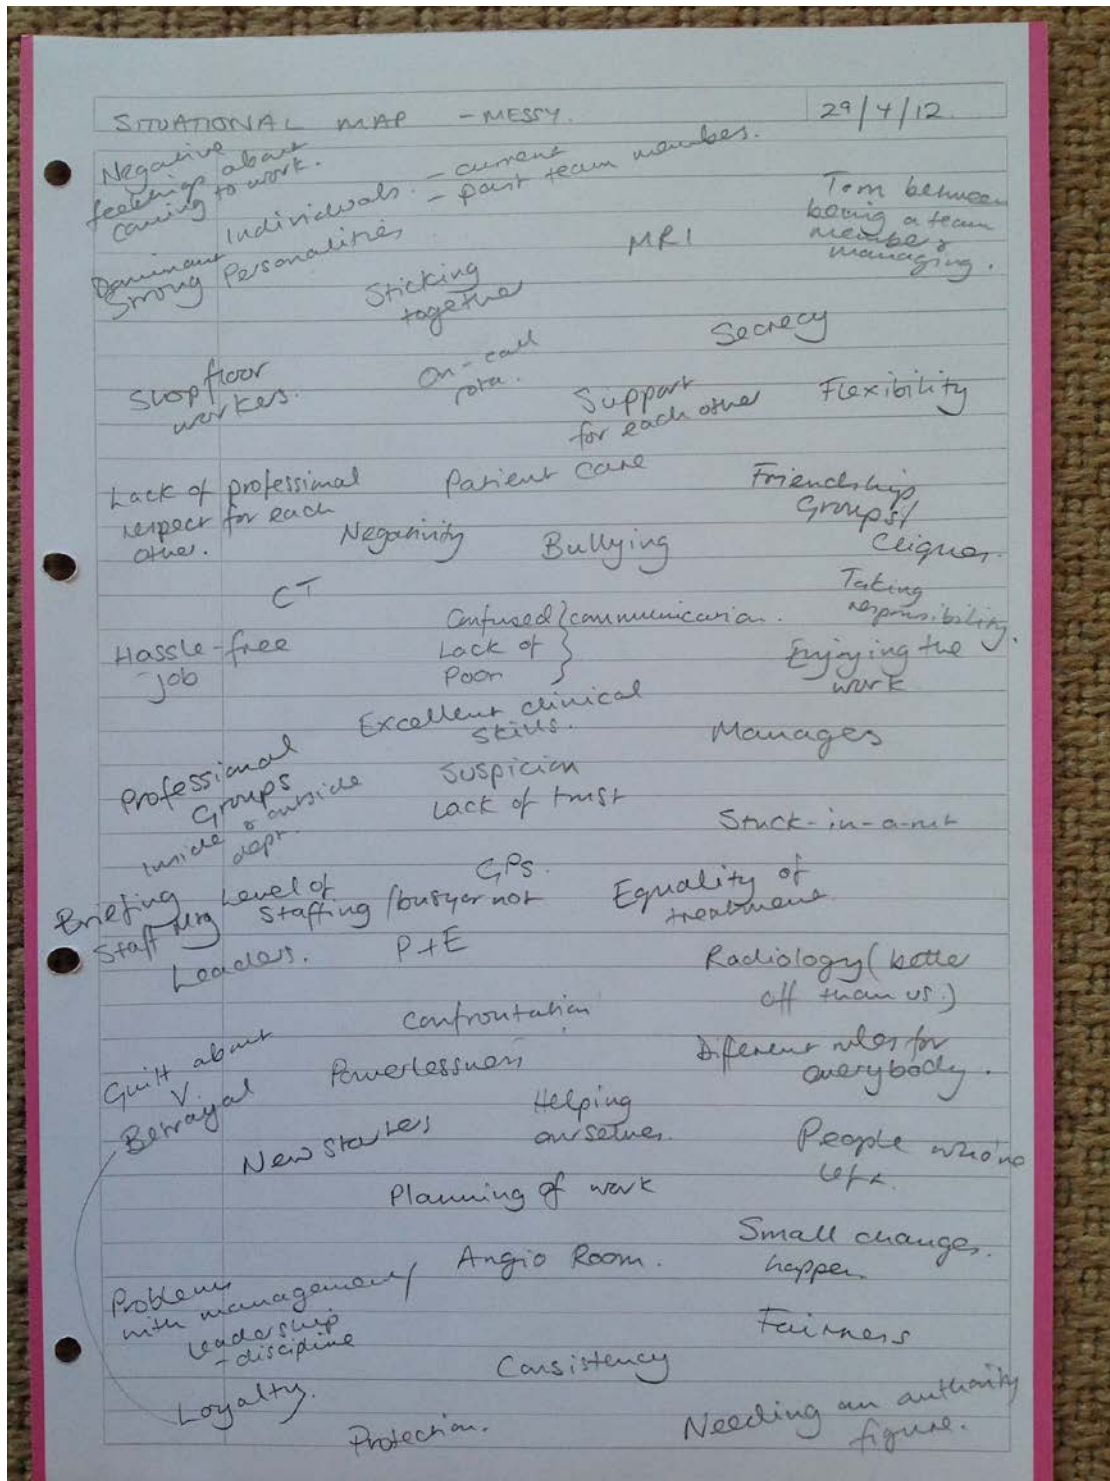 SITUATIONAL MAP - MESSY.
29/4/12.
Negative
feelings about
coming to work.
Individuals. - current
- past team member.
Dominant
Strong Personalities
MRI
Torn between
being a team
member &
managing.
Sticking
together
Secrecy
Shopfloor
workers.
On-call
rota.
Support
for each other
Flexibility
Lack of professional
respect for each
other.
Patient care
Friendship
Groups/
Cliques.
Negativity
Bullying
CT
Taking
responsibility.
Confused } communication.
Lack of
Poor
Hassle-free
job
Enjoying the
work
Excellent clinical
skills.
Manages
Professional
Groups
inside & outside
dept.
Suspicion
Lack of trust
Stuck-in-a-rut
GPs.
Briefing
Staff Mtg
Level of
Staffing / busy or not
Equality of
treatment.
Leaders.
P+E
Radiology (better
off than us.)
Confrontation
Guilt about
V.
Betrayal
Powerlessness
Different rules for
everybody.
New Starters
Helping
ourselves.
People who've
left.
Planning of work
Small changes.
happen
Angio Room.
Problems
with management/
leadership
- discipline
Fairness
Consistency
Loyalty.
Needing an authority
figure.
Protection.